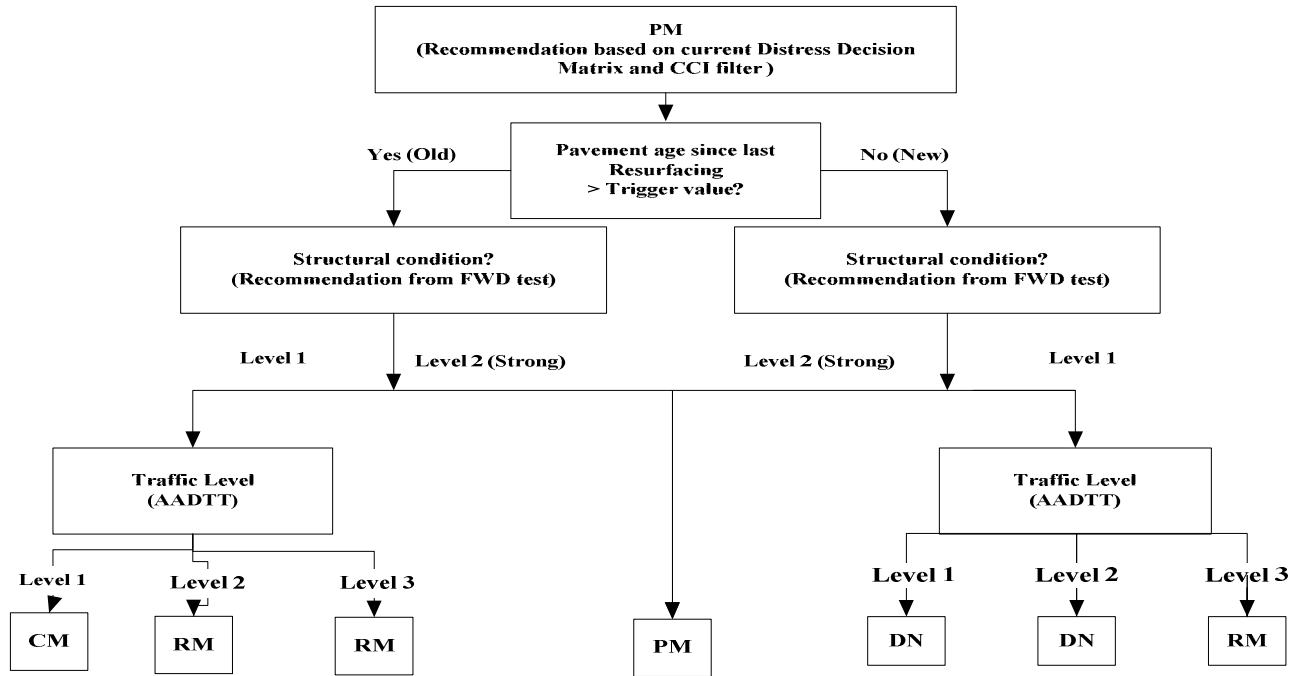 PM
(Recommendation based on current Distress Decision
Matrix and CCI filter )
Yes (Old)
Pavement age since last
Resurfacing
> Trigger value?
No (New)
Structural condition?
(Recommendation from FWD test)
Structural condition?
(Recommendation from FWD test)
Level 1
Level 2 (Strong)
Level 2 (Strong)
Level 1
Traffic Level
(AADTT)
Traffic Level
(AADTT)
Level 1
Level 2
Level 3
Level 1
Level 2
Level 3
CM
RM
RM
PM
DN
DN
RM